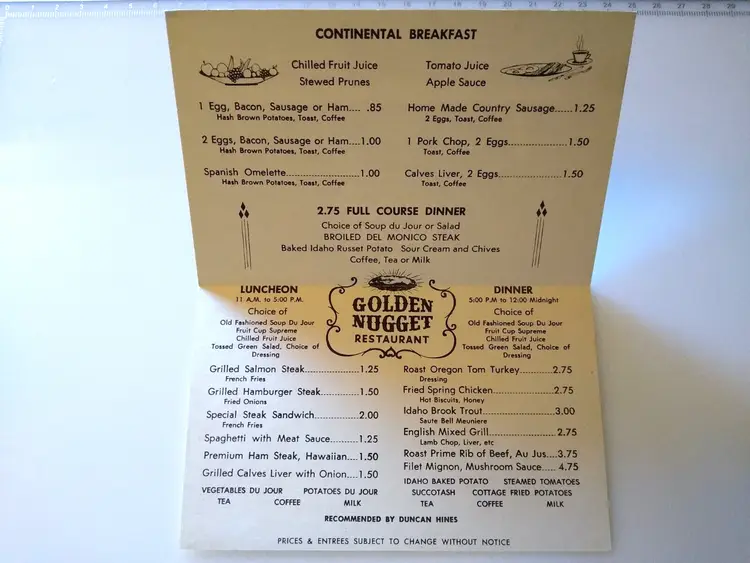 CONTINENTAL BREAKFAST
Chilled Fruit Juice
Tomato Juice
Stewed Prunes
Apple Sauce
1 Egg, Bacon, Sausage or Ham.... .85
Hash Brown Potatoes, Toast, Coffee
Home Made Country Sausage......1.25
2 Eggs, Toast, Coffee
2 Eggs, Bacon, Sausage or Ham....1.00
Hash Brown Potatoes, Toast, Coffee
1 Pork Chop, 2 Eggs......................1.50
Toast, Coffee
Spanish Omelette.........................1.00
Hash Brown Potatoes, Toast, Coffee
Calves Liver, 2 Eggs.......................1.50
Toast, Coffee
2.75 FULL COURSE DINNER
Choice of Soup du Jour or Salad
BROILED DEL MONICO STEAK
Baked Idaho Russet Potato Sour Cream and Chives
Coffee, Tea or Milk
GOLDEN
NUGGET
RESTAURANT
LUNCHEON
11 A.M. to 5:00 P.M.
Choice of
Old Fashioned Soup Du Jour
Fruit Cup Supreme
Chilled Fruit Juice
Tossed Green Salad, Choice of
Dressing
Grilled Salmon Steak..................1.25
French Fries
Grilled Hamburger Steak.............1.50
Fried Onions
Special Steak Sandwich...............2.00
French Fries
Spaghetti with Meat Sauce..........1.25
Premium Ham Steak, Hawaiian....1.50
Grilled Calves Liver with Onion....1.50
VEGETABLES DU JOUR POTATOES DU JOUR
TEA COFFEE MILK
DINNER
5:00 P.M to 12:00 Midnight
Choice of
Old Fashioned Soup Du Jour
Fruit Cup Supreme
Chilled Fruit Juice
Tossed Green Salad, Choice of
Dressing
Roast Oregon Tom Turkey...........2.75
Dressing
Fried Spring Chicken....................2.75
Hot Biscuits, Honey
Idaho Brook Trout.......................3.00
Saute Bell Meuniere
English Mixed Grill.......................2.75
Lamb Chop, Liver, etc
Roast Prime Rib of Beef, Au Jus....3.75
Filet Mignon, Mushroom Sauce..... 4.75
IDAHO BAKED POTATO STEAMED TOMATOES
SUCCOTASH COTTAGE FRIED POTATOES
TEA COFFEE MILK
RECOMMENDED BY DUNCAN HINES
PRICES & ENTREES SUBJECT TO CHANGE WITHOUT NOTICE